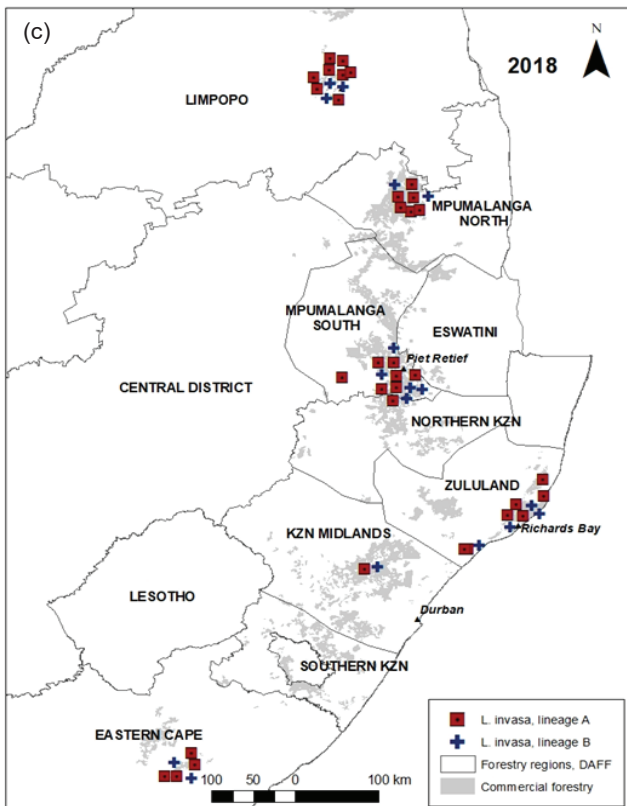 (c)
N
2018
LIMPOPO
MPUMALANGA
NORTH
MPUMALANGA
SOUTH
ESWATINI
Piet Retief
CENTRAL DISTRICT
NORTHERN KZN
ZULULAND
Richards Bay
KZN MIDLANDS
LESOTHO
Durban
SOUTHERN KZN
EASTERN CAPE
L. invasa, lineage A
L. invasa, lineage B
Forestry regions, DAFF
Commercial forestry
100 50 0 100 km